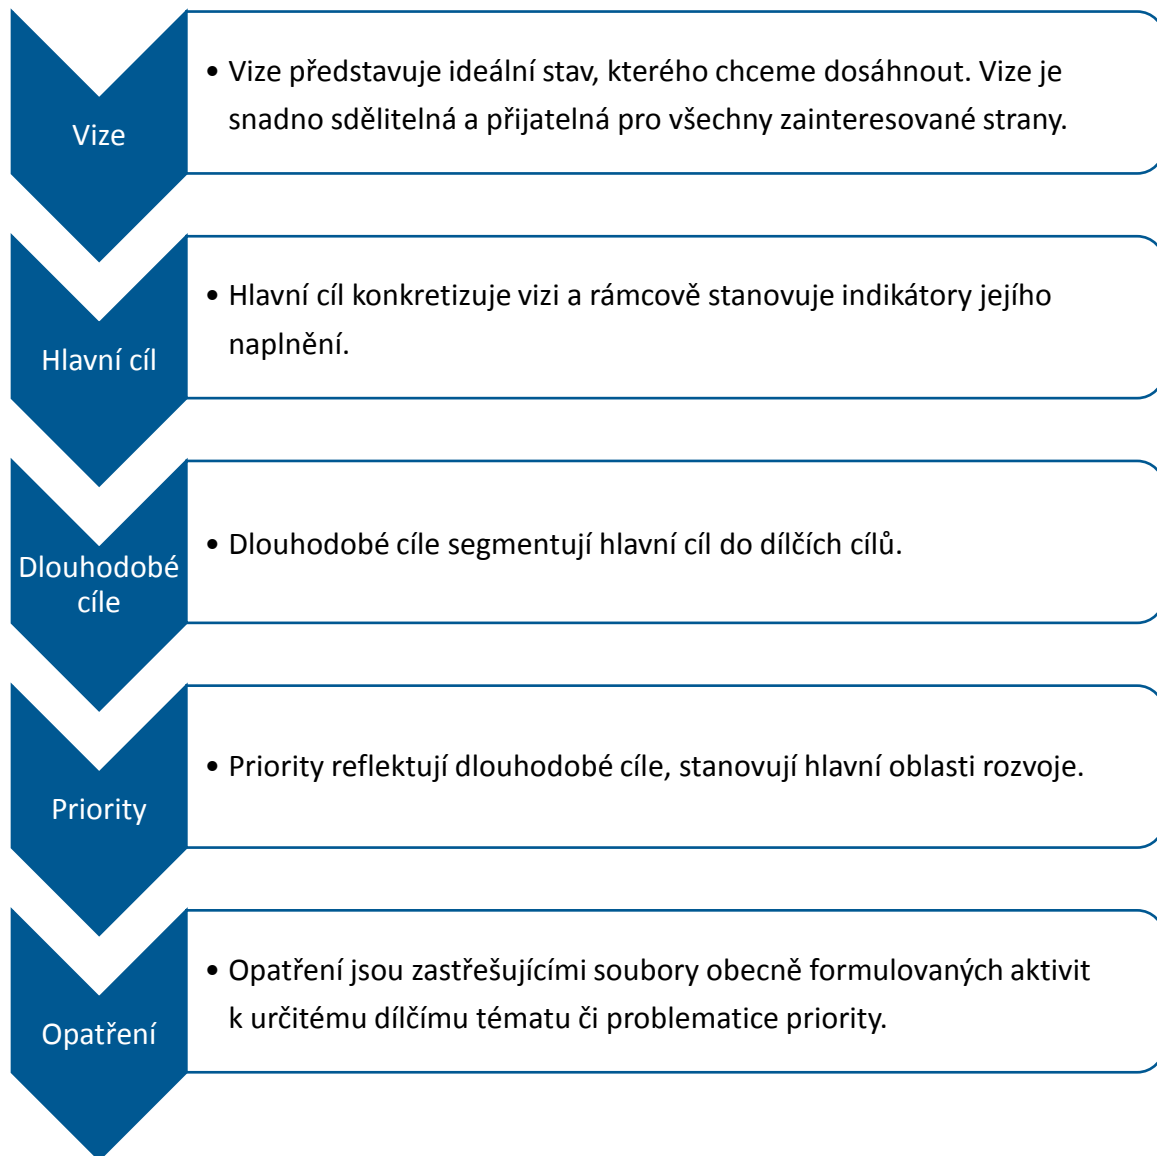 Vize
• Vize představuje ideální stav, kterého chceme dosáhnout. Vize je
snadno sdělitelná a přijatelná pro všechny zainteresované strany.
Hlavní cíl
• Hlavní cíl konkretizuje vizi a rámcově stanovuje indikátory jejího
naplnění.
Dlouhodobé
cíle
• Dlouhodobé cíle segmentují hlavní cíl do dílčích cílů.
Priority
• Priority reflektují dlouhodobé cíle, stanovují hlavní oblasti rozvoje.
Opatření
• Opatření jsou zastřešujícími soubory obecně formulovaných aktivit
k určitému dílčímu tématu či problematice priority.